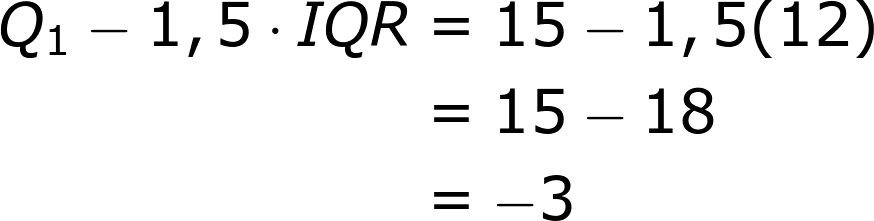 Q₁ − 1,5 · IQR = 15 − 1,5(12)
= 15 − 18
= −3